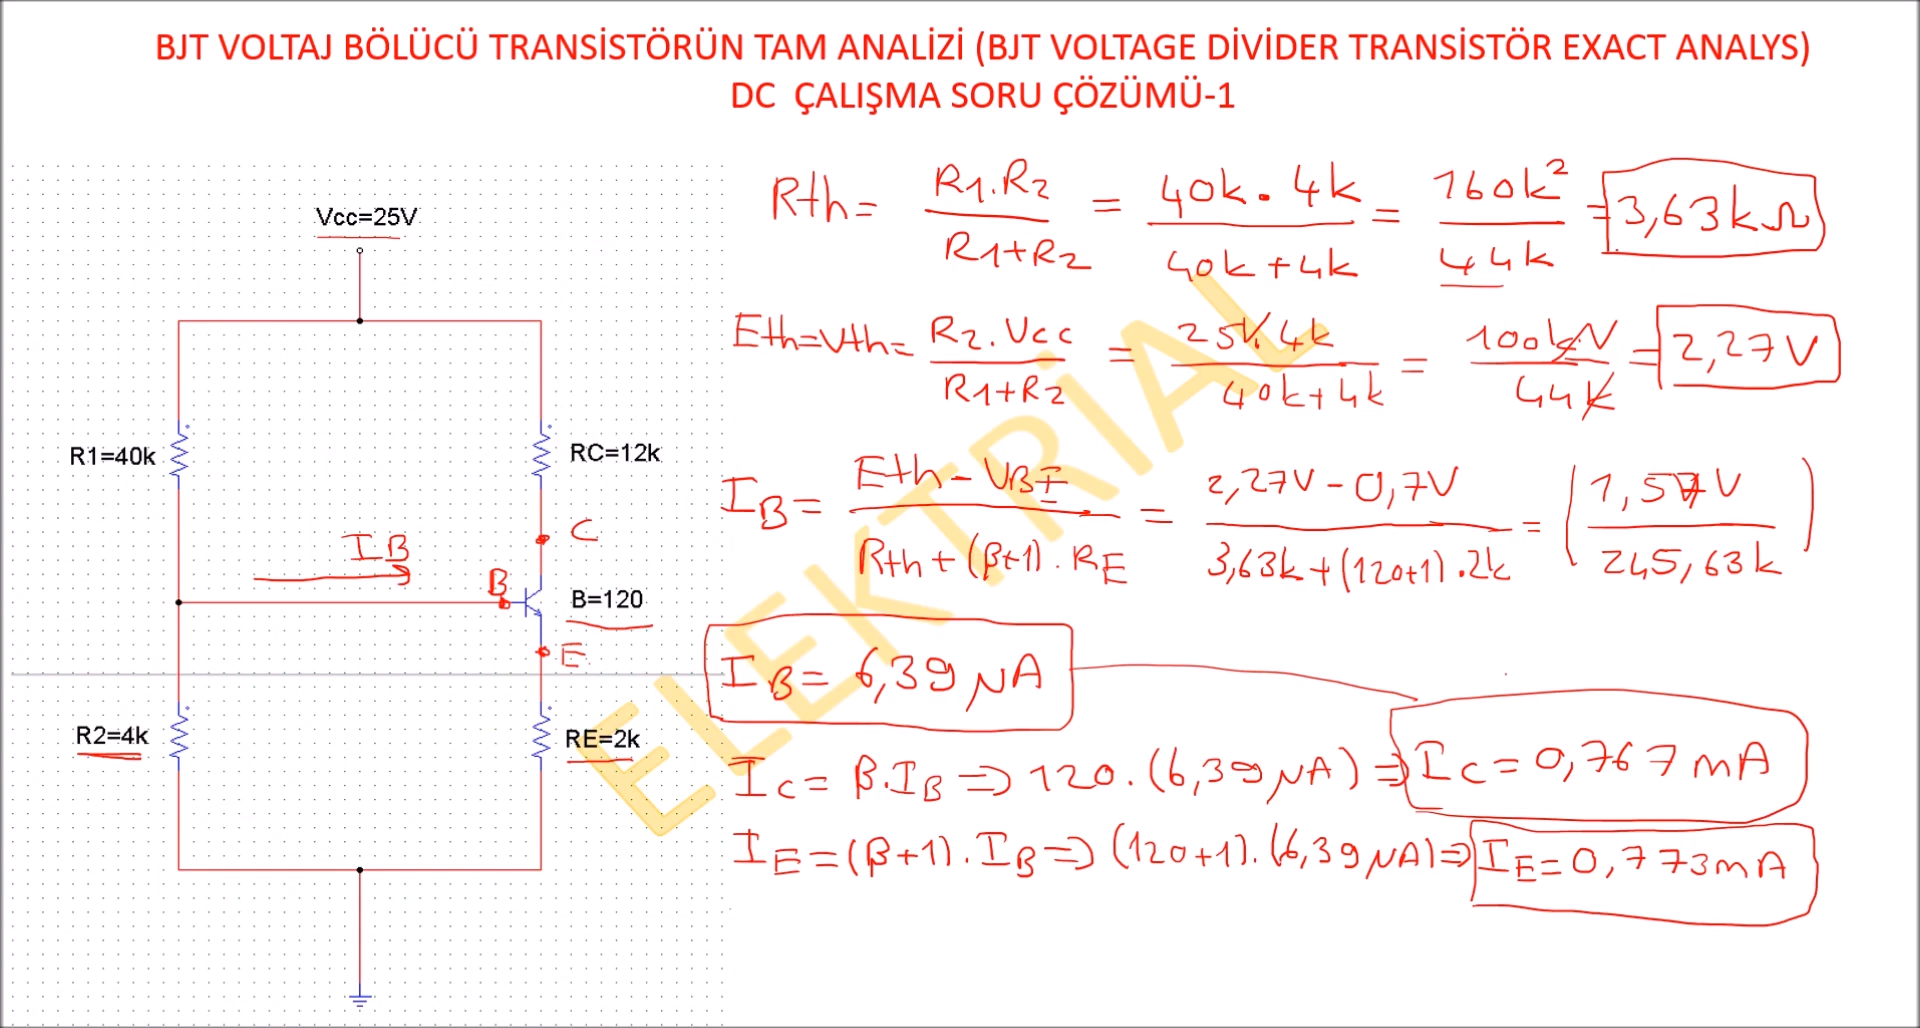 BJT VOLTAJ BÖLÜCÜ TRANSİSTÖRÜN TAM ANALİZİ (BJT VOLTAGE DİVİDER TRANSİSTÖR EXACT ANALYS)
DC ÇALIŞMA SORU ÇÖZÜMÜ-1
Vcc=25V
R1=40k
RC=12k
C
IB
B
B=120
E
R2=4k
RE=2k
Rth = R1.R2 / R1+R2 = 40k . 4k / 40k + 4k = 160k² / 44k = 3,63kΩ
Eth=Vth= R2.Vcc / R1+R2 = 25V.4k / 40k+4k = 100k.V / 44k = 2,27V
IB = Eth - VBE / Rth + (β+1).RE = 2,27V - 0,7V / 3,63k+(120+1).2k = (1,57V / 245,63k)
IB = 6,39 µA
IC = β.IB => 120.(6,39 µA) => IC = 0,767 mA
IE = (β+1).IB => (120+1).(6,39 µA) => IE = 0,773mA
ELEKTRİAL